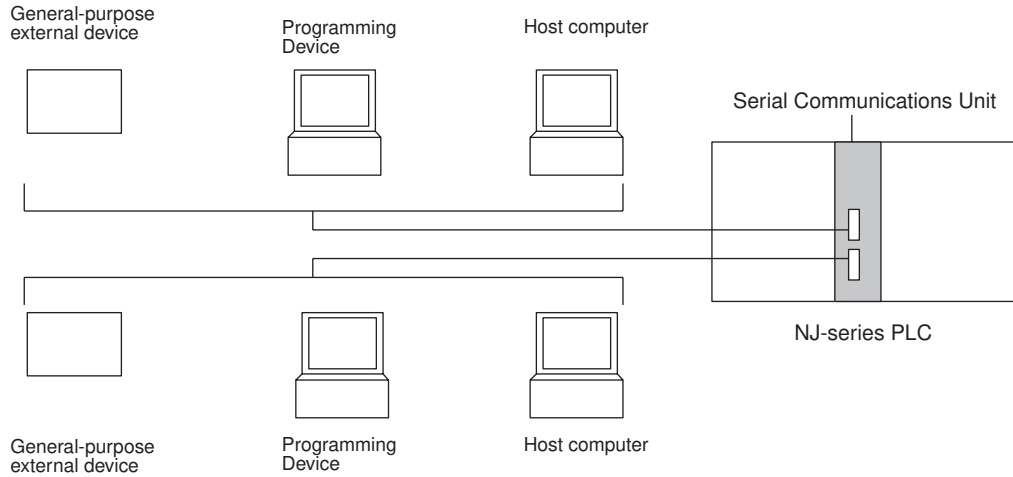 General-purpose
external device
Programming
Device
Host computer
Serial Communications Unit
NJ-series PLC
General-purpose
external device
Programming
Device
Host computer